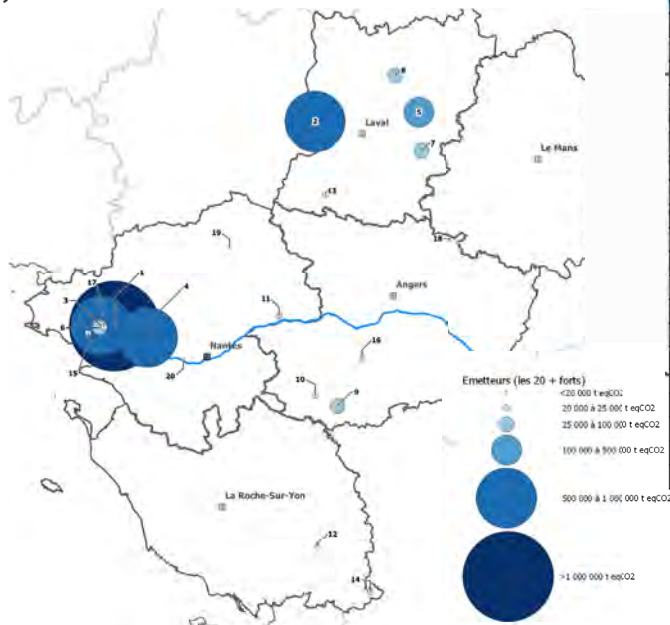 8
2
5
Laval
7
Le Mans
13
19
18
17
1
3
4
Angers
11
6
Nantes
16
15
20
Emetteurs (les 20 + forts)
<20 000 t eqCO2
20 000 à 25 000 t eqCO2
25 000 à 100 000 t eqCO2
100 000 à 500 000 t eqCO2
500 000 à 1 000 000 t eqCO2
>1 000 000 t eqCO2
10
9
La Roche-Sur-Yon
12
14